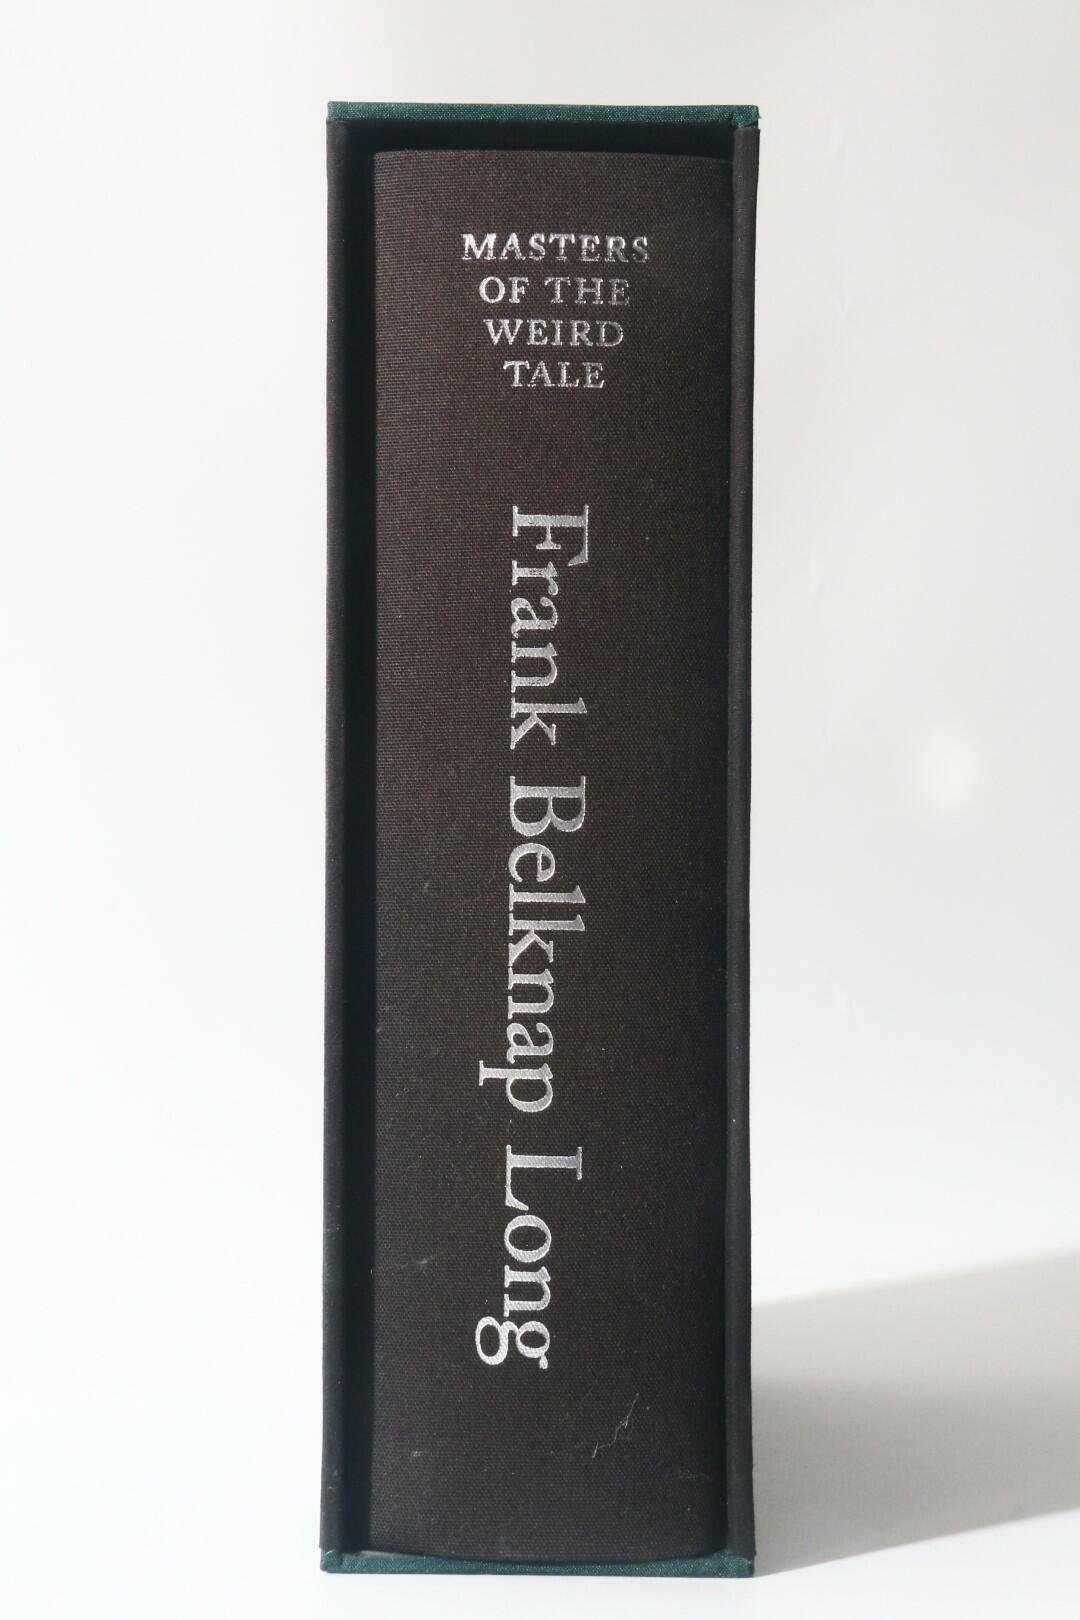 MASTERS
OF THE
WEIRD
TALE
Frank Belknap Long